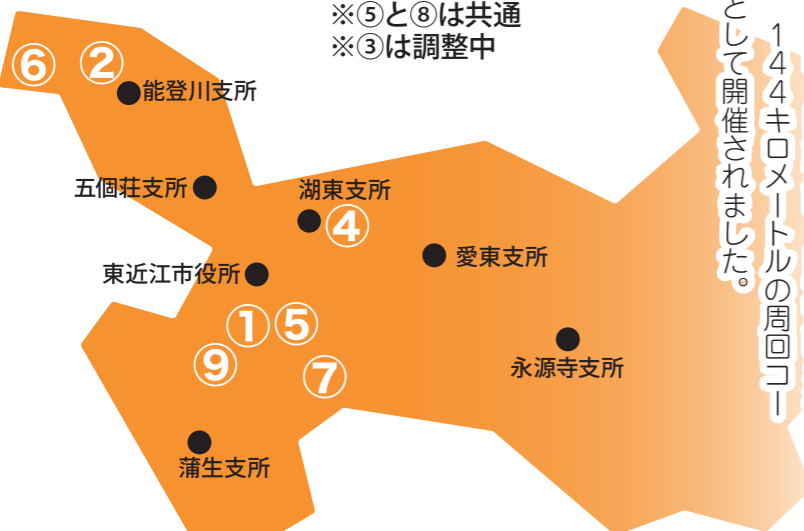 144キロメートルの周回コー
として開催されました。
※⑤と⑧は共通
※③は調整中
⑥
②
能登川支所
五個荘支所
湖東支所
④
東近江市役所
愛東支所
①
⑤
⑨
⑦
永源寺支所
蒲生支所